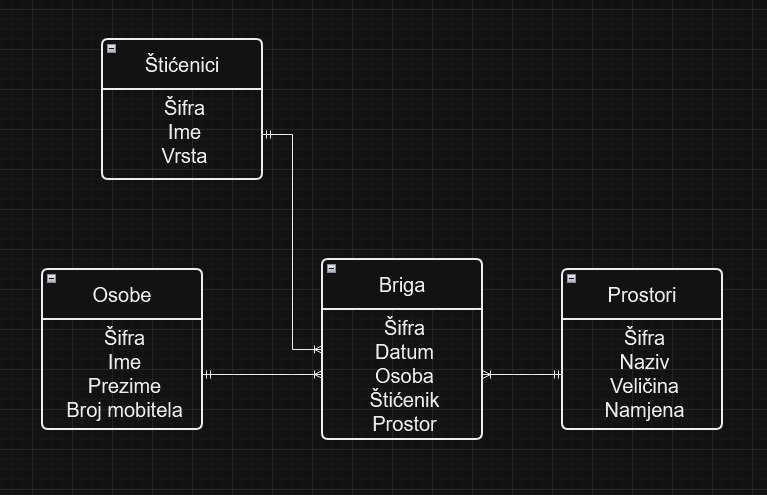 Štićenici
Šifra
Ime
Vrsta
Osobe
Šifra
Ime
Prezime
Broj mobitela
Briga
Šifra
Datum
Osoba
Štićenik
Prostor
Prostori
Šifra
Naziv
Veličina
Namjena